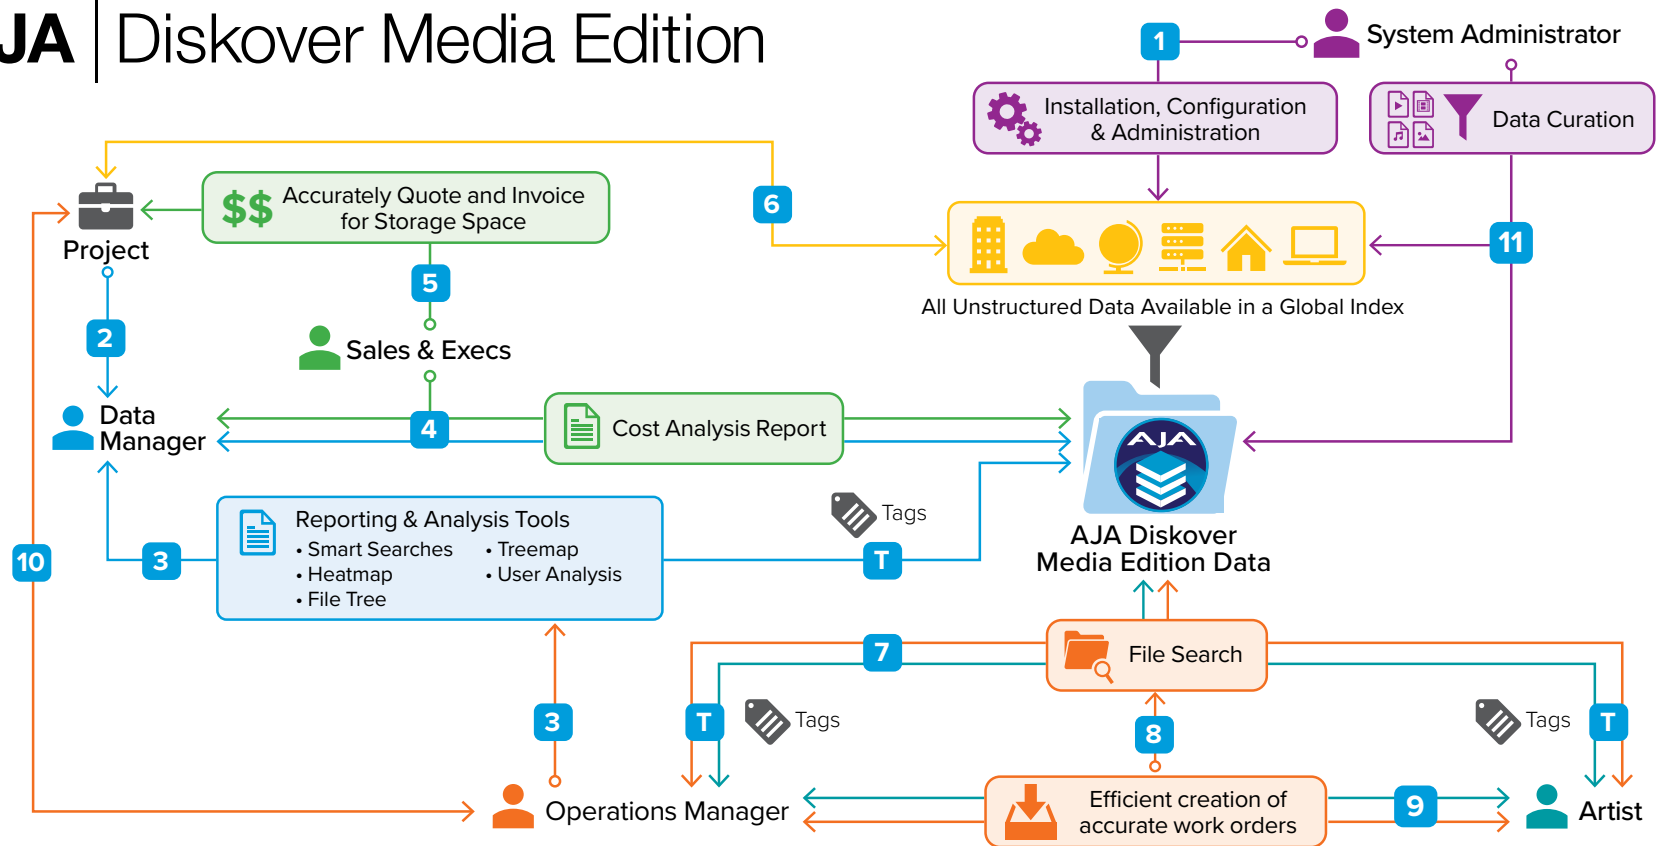 JA | Diskover Media Edition
1
System Administrator
Installation, Configuration
& Administration
Data Curation
$$
Accurately Quote and Invoice
for Storage Space
6
11
Project
5
All Unstructured Data Available in a Global Index
2
Sales & Execs
Data
Manager
4
Cost Analysis Report
AJA
Reporting & Analysis Tools
• Smart Searches
• Heatmap
• File Tree
• Treemap
• User Analysis
Tags
T
AJA Diskover
Media Edition Data
10
3
7
File Search
3
T
Tags
8
Tags
T
Operations Manager
Efficient creation of
accurate work orders
9
Artist